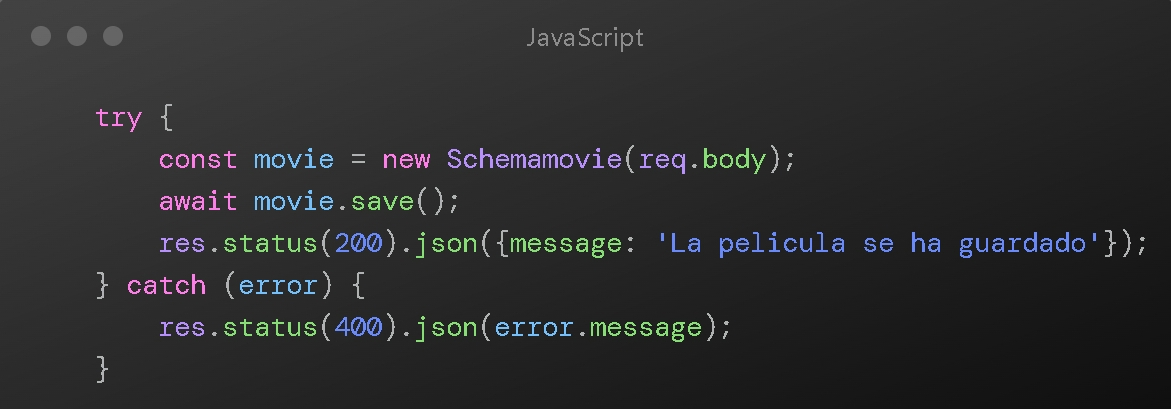 JavaScript
try {
    const movie = new Schemamovie(req.body);
    await movie.save();
    res.status(200).json({message: 'La pelicula se ha guardado'});
} catch (error) {
    res.status(400).json(error.message);
}